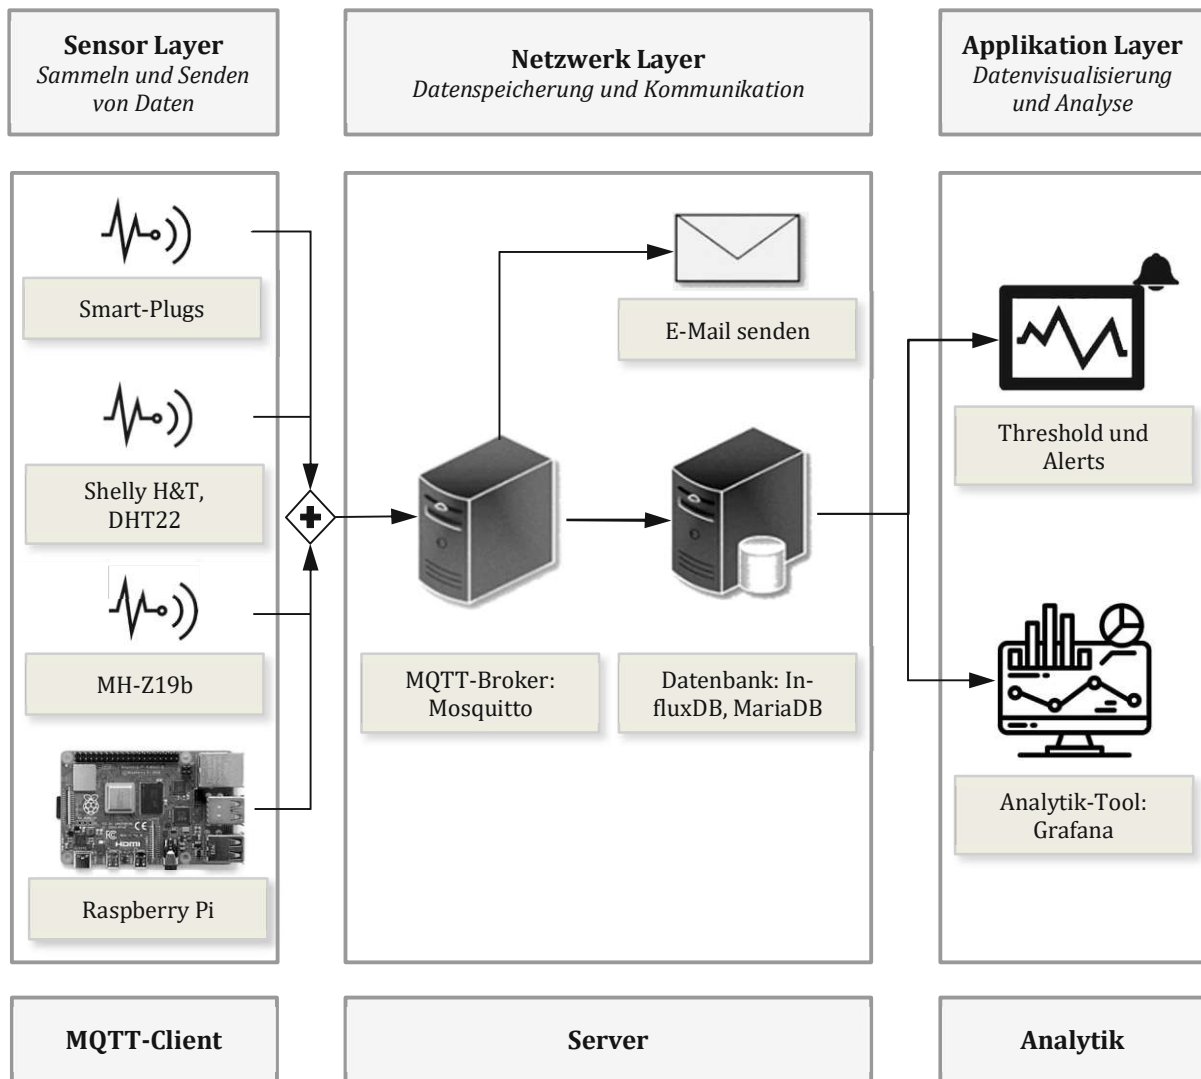 Sensor Layer
Sammeln und Senden
von Daten
Netzwerk Layer
Datenspeicherung und Kommunikation
Applikation Layer
Datenvisualisierung
und Analyse
Smart-Plugs
Shelly H&T,
DHT22
MH-Z19b
HDMI
Raspberry Pi
E-Mail senden
MQTT-Broker:
Mosquitto
Datenbank: In-
fluxDB, MariaDB
Threshold und
Alerts
Analytik-Tool:
Grafana
MQTT-Client
Server
Analytik